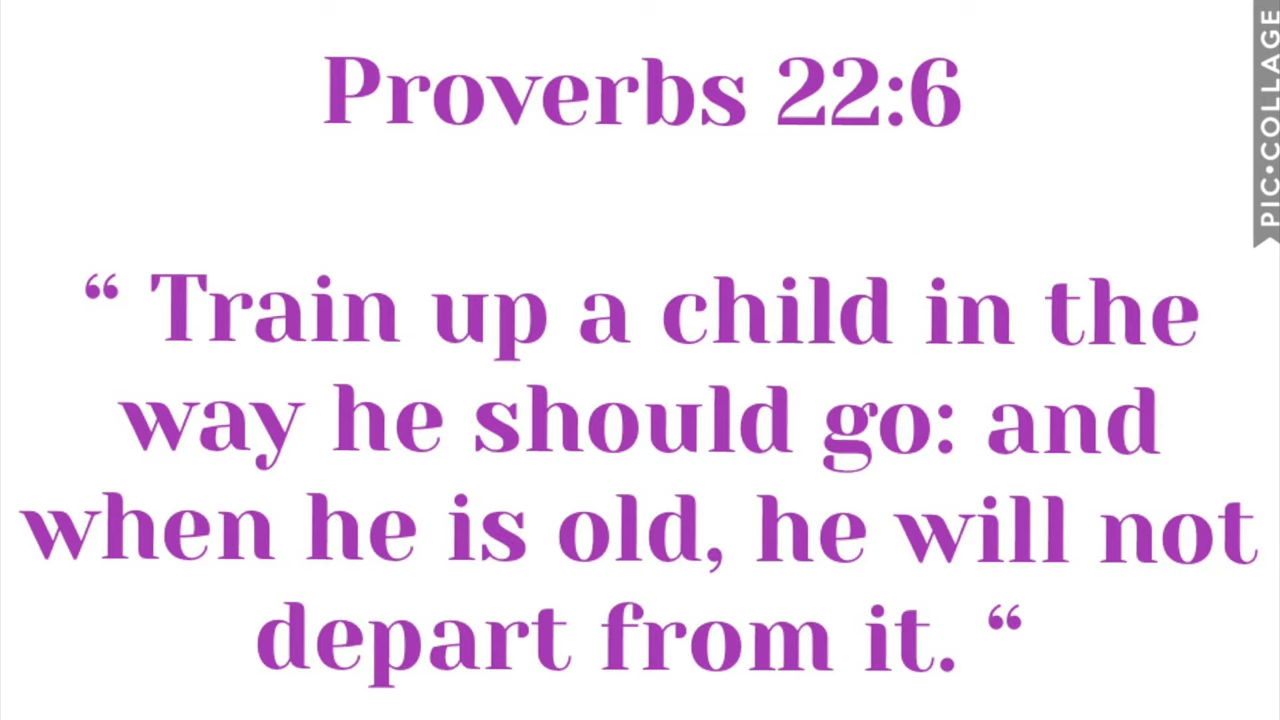 Proverbs 22:6
“ Train up a child in the
way he should go: and
when he is old, he will not
depart from it. “
PIC•COLLAGE